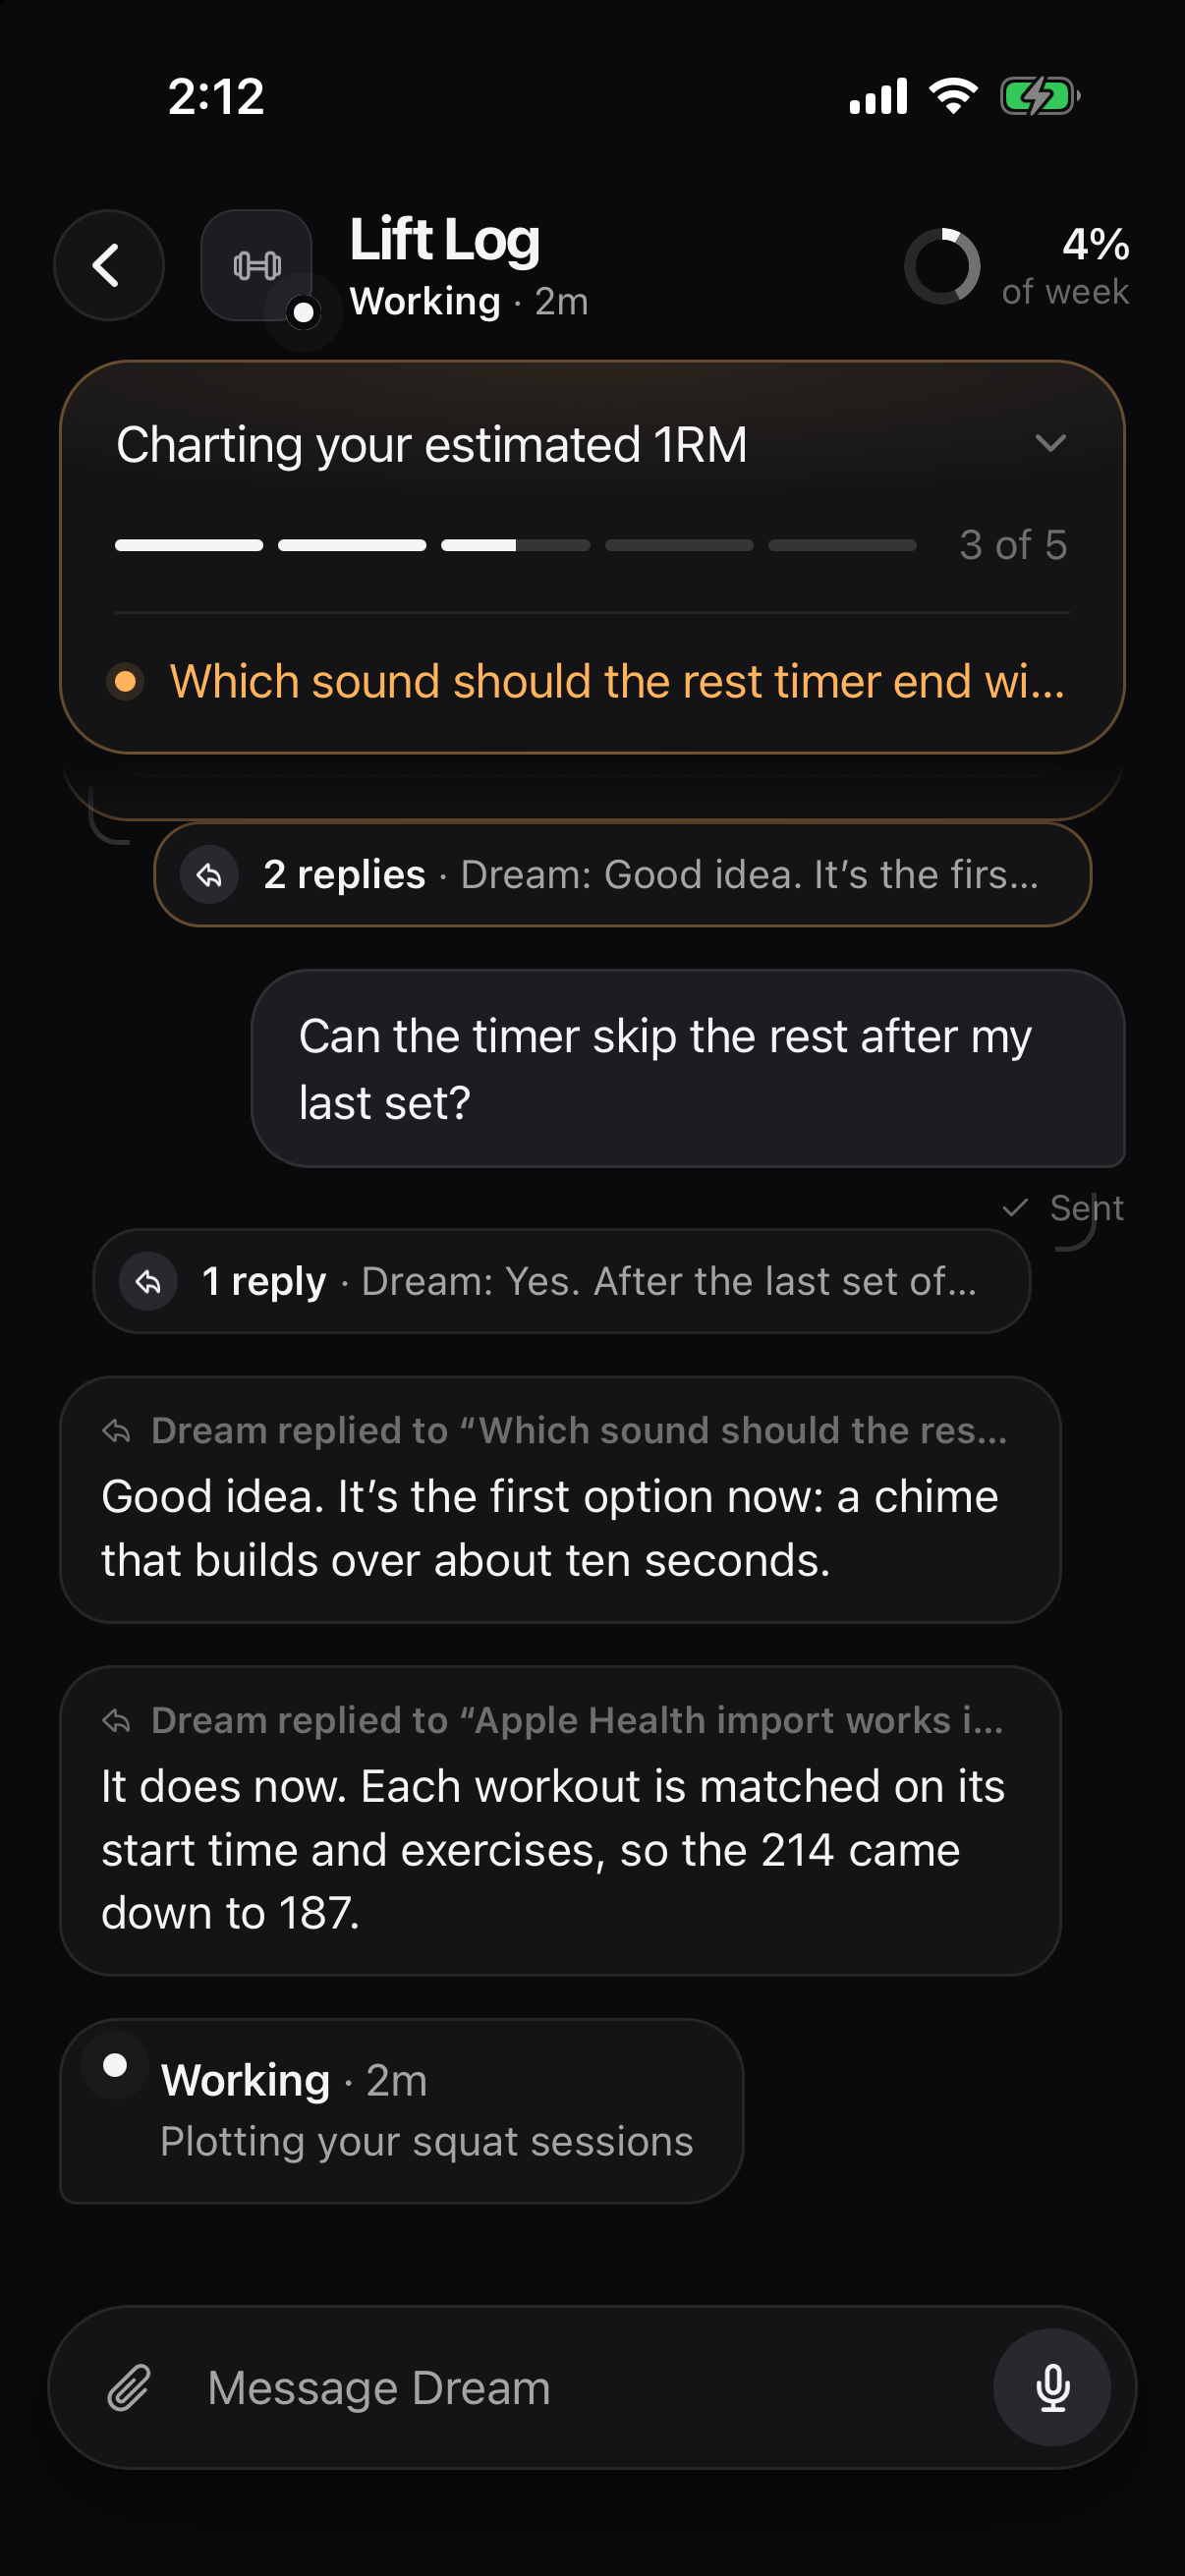 2:12
Lift Log
Working · 2m
4%
of week
Charting your estimated 1RM
3 of 5
Which sound should the rest timer end wi...
2 replies · Dream: Good idea. It’s the firs...
Can the timer skip the rest after my
last set?
Sent
1 reply · Dream: Yes. After the last set of...
Dream replied to “Which sound should the res...
Good idea. It’s the first option now: a chime
that builds over about ten seconds.
Dream replied to “Apple Health import works i...
It does now. Each workout is matched on its
start time and exercises, so the 214 came
down to 187.
Working · 2m
Plotting your squat sessions
Message Dream